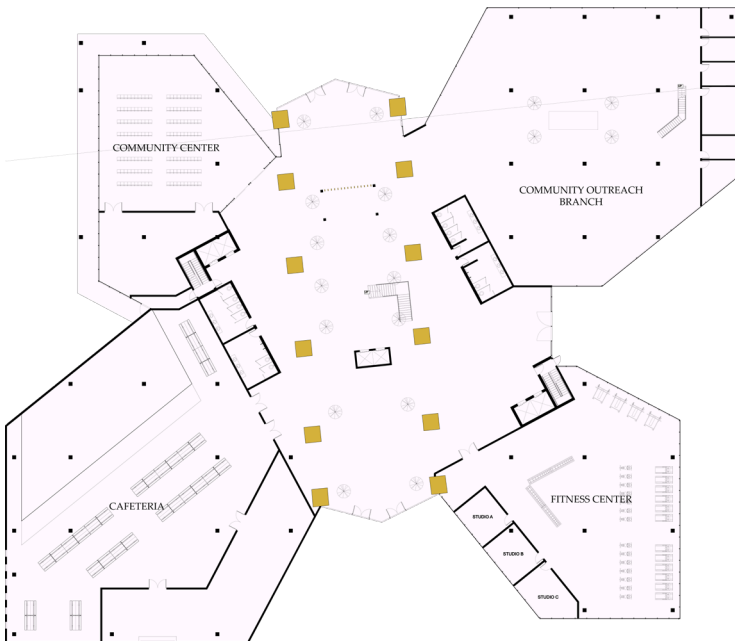 COMMUNITY CENTER
COMMUNITY OUTREACH
BRANCH
CAFETERIA
FITNESS CENTER
STUDIO A
STUDIO B
STUDIO C